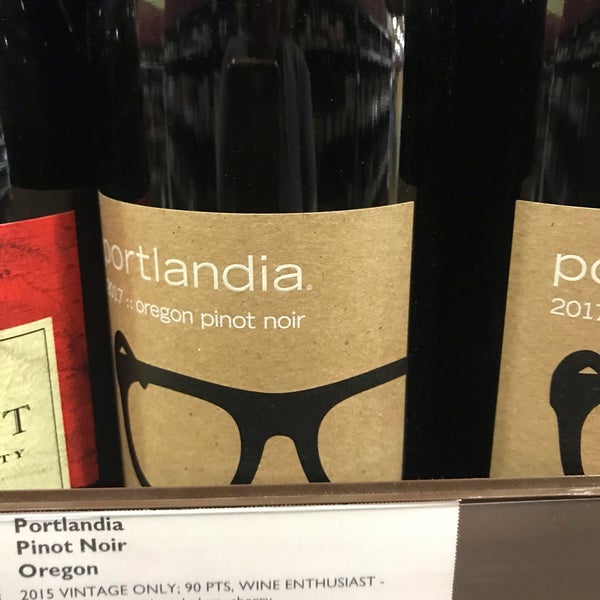 portlandia
2017 :: oregon pinot noir
po
2017
T
TY
Portlandia
Pinot Noir
Oregon
2015 VINTAGE ONLY; 90 PTS, WINE ENTHUSIAST -